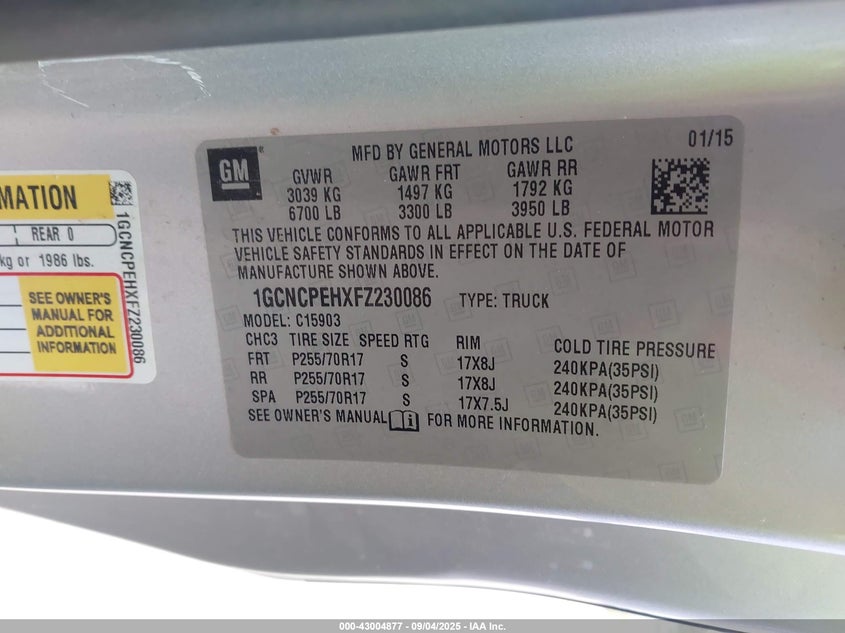 MATION
REAR 0
kg or 1986 lbs.
SEE OWNER'S
MANUAL FOR
ADDITIONAL
INFORMATION
1GCNCPEHXFZ230086
GM
MFD BY GENERAL MOTORS LLC
01/15
GVWR GAWR FRT GAWR RR
3039 KG 1497 KG 1792 KG
6700 LB 3300 LB 3950 LB
THIS VEHICLE CONFORMS TO ALL APPLICABLE U.S. FEDERAL MOTOR
VEHICLE SAFETY STANDARDS IN EFFECT ON THE DATE OF
MANUFACTURE SHOWN ABOVE.
1GCNCPEHXFZ230086 TYPE: TRUCK
MODEL: C15903
CHC3 TIRE SIZE SPEED RTG RIM COLD TIRE PRESSURE
FRT P255/70R17 S 17X8J 240KPA(35PSI)
RR P255/70R17 S 17X8J 240KPA(35PSI)
SPA P255/70R17 S 17X7.5J 240KPA(35PSI)
SEE OWNER'S MANUAL i FOR MORE INFORMATION.
000-43004877 - 09/04/2025 - IAA Inc.